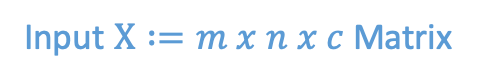 Input X := m x n x c Matrix